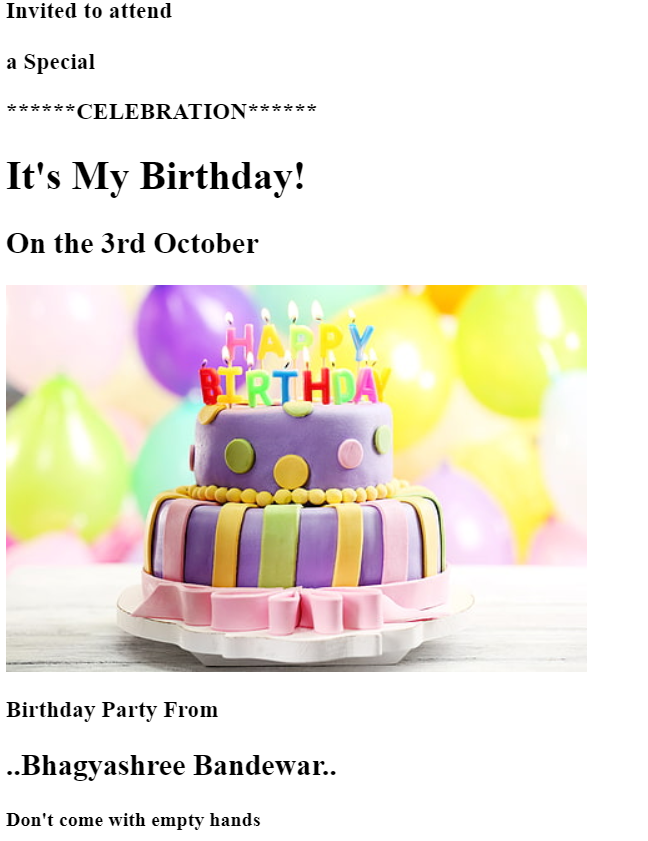 Invited to attend
a Special
******CELEBRATION******
It's My Birthday!
On the 3rd October
HAPPY
BIRTHDAY
Birthday Party From
..Bhagyashree Bandewar..
Don't come with empty hands